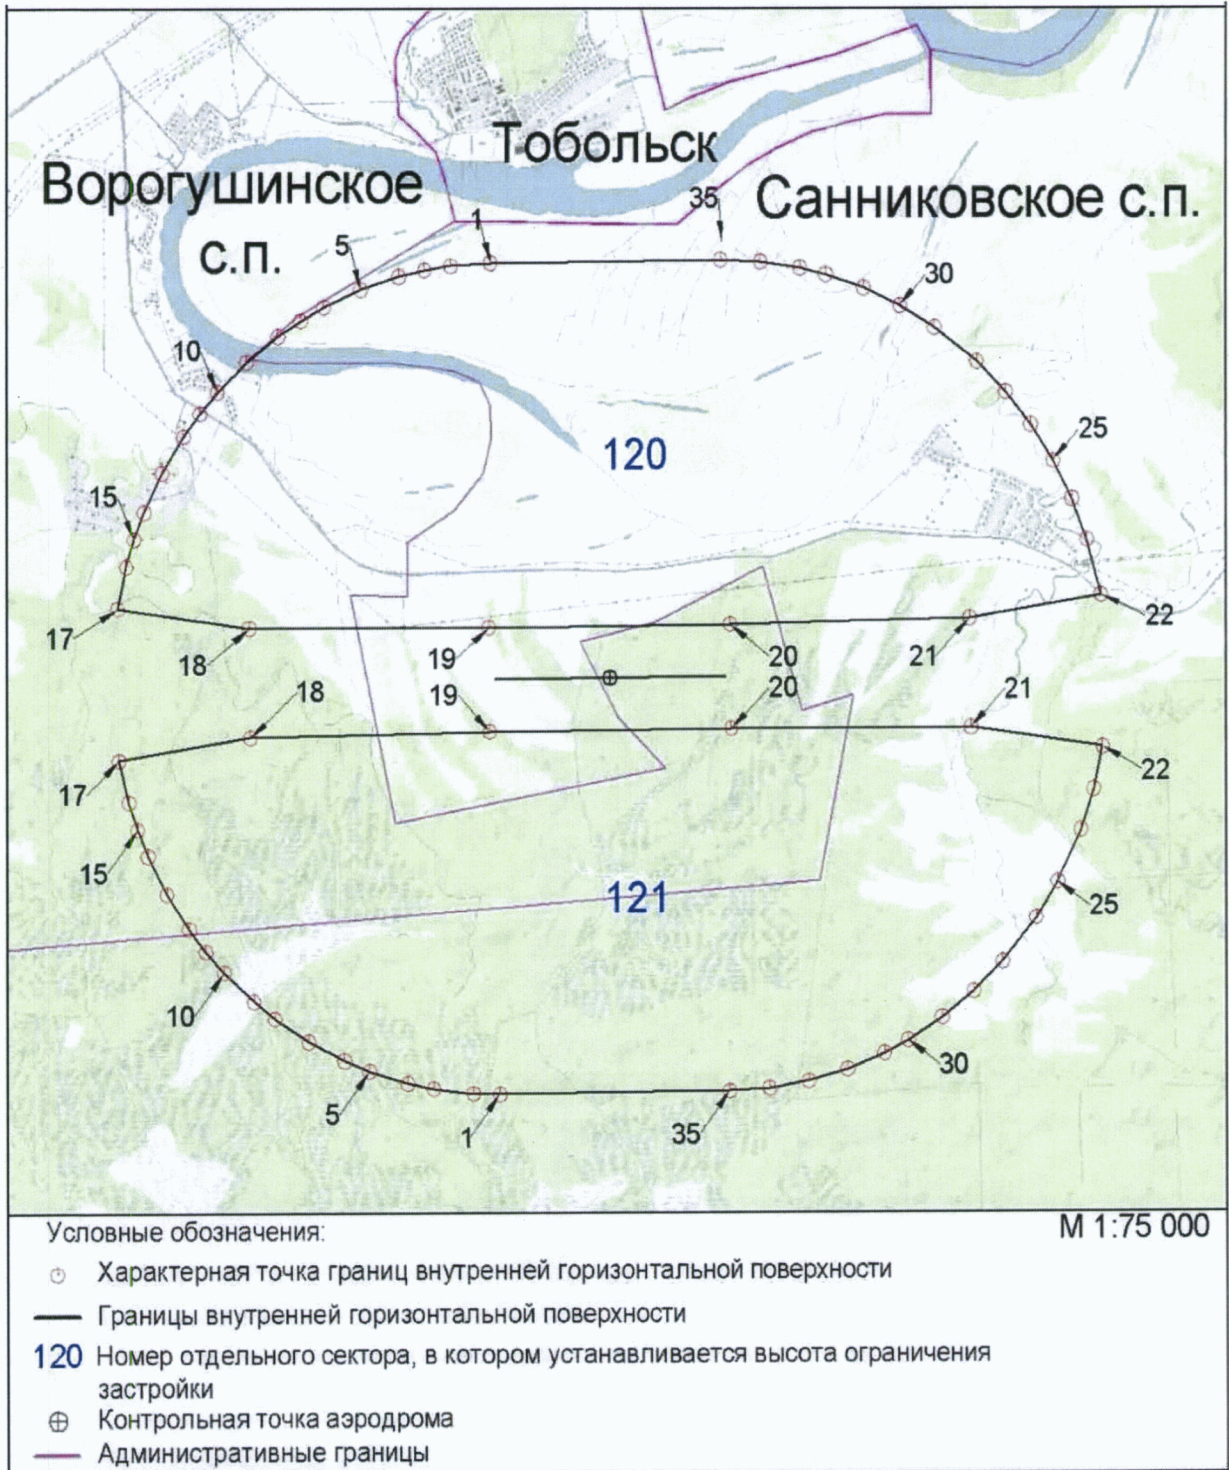 Тобольск
Ворогушинское
с.п.
Санниковское с.п.
35
1
5
30
10
25
120
15
17
18
19
20
21
22
18
19
20
21
17
22
15
121
25
10
30
5
1
35
Условные обозначения:
М 1:75 000
Характерная точка границ внутренней горизонтальной поверхности
Границы внутренней горизонтальной поверхности
120 Номер отдельного сектора, в котором устанавливается высота ограничения
застройки
Контрольная точка аэродрома
Административные границы